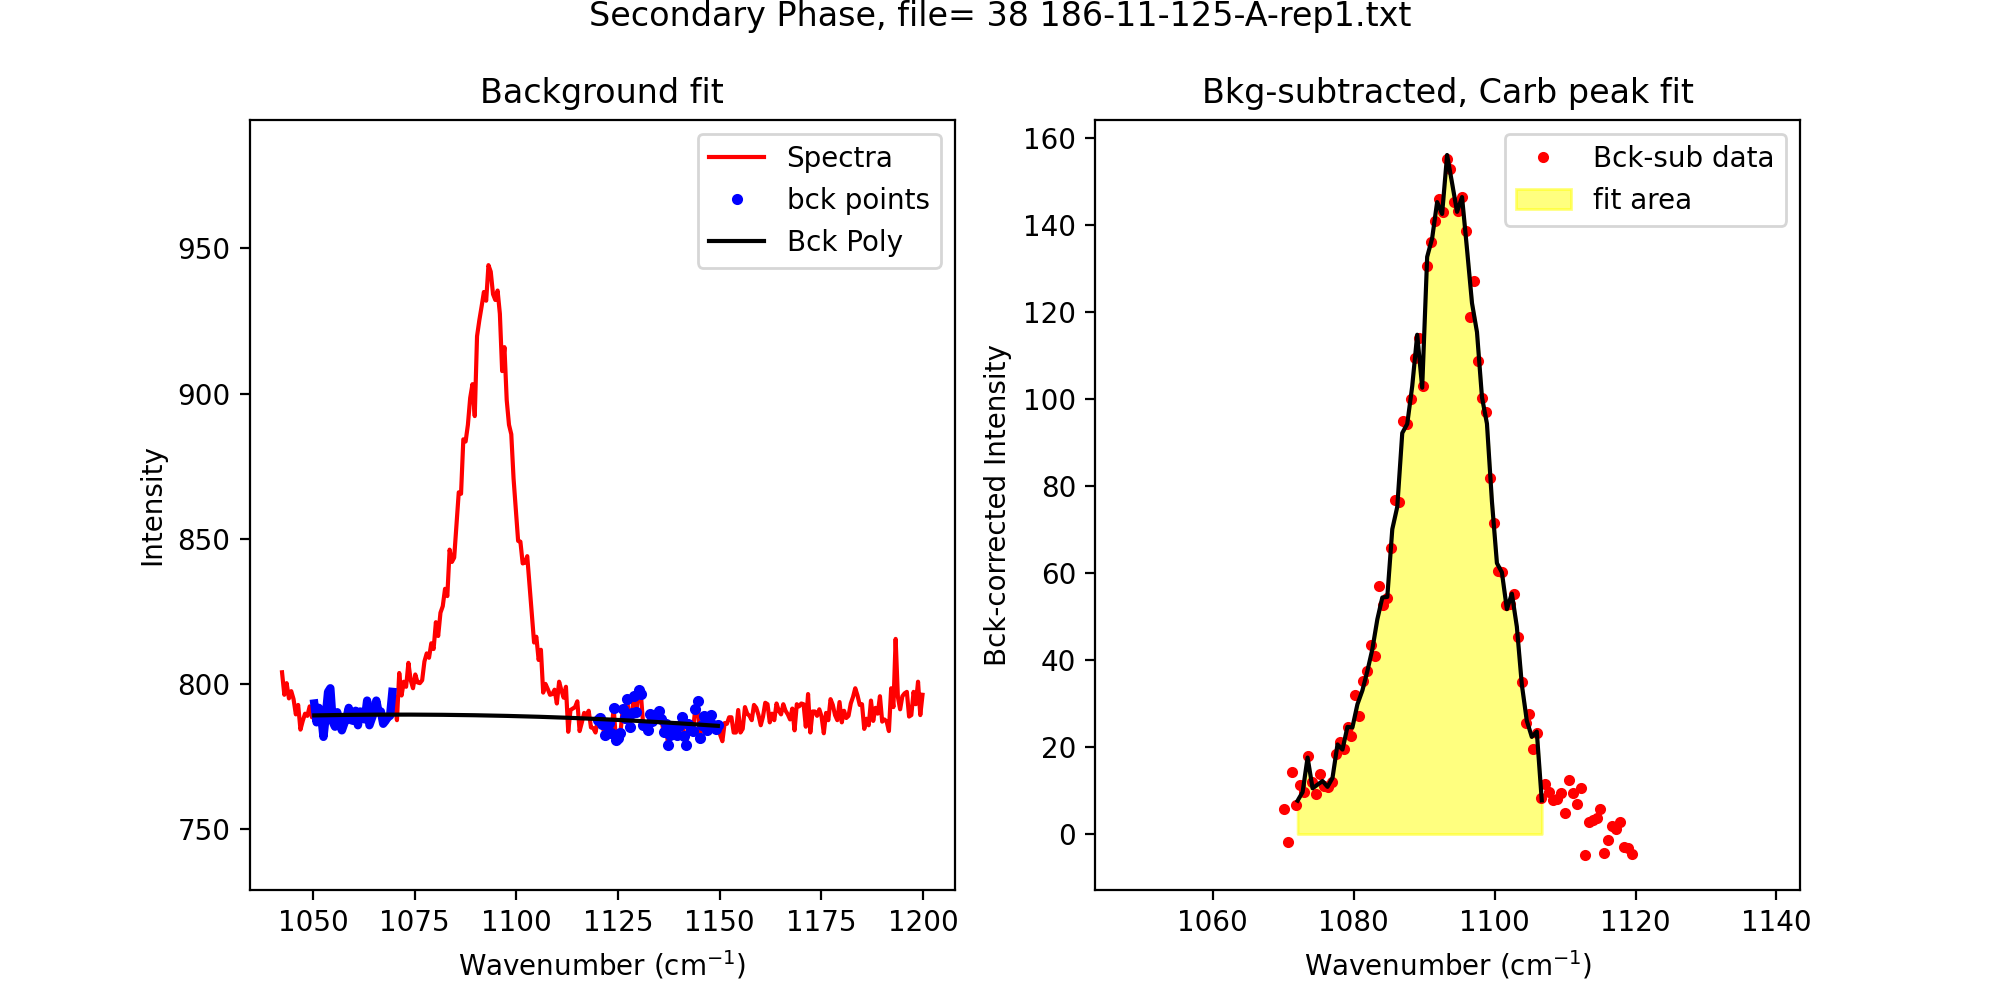 Secondary Phase, file= 38 186-11-125-A-rep1.txt
Background fit
Spectra
bck points
Bck Poly
Intensity
950
900
850
800
750
1050 1075 1100 1125 1150 1175 1200
Wavenumber (cm⁻¹)
Bkg-subtracted, Carb peak fit
Bck-sub data
fit area
Bck-corrected Intensity
160
140
120
100
80
60
40
20
0
1060 1080 1100 1120 1140
Wavenumber (cm⁻¹)